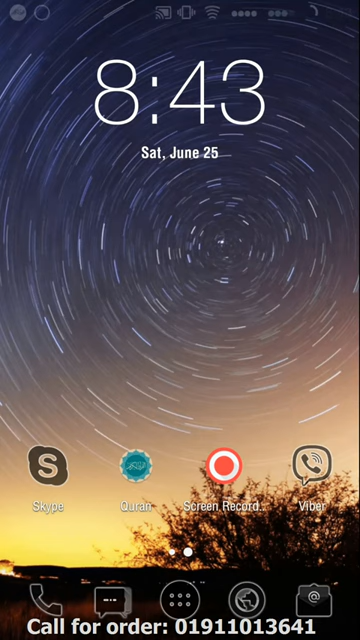 8:43
Sat, June 25
Skype
Quran
Screen Record..
Viber
Call for order: 01911013641